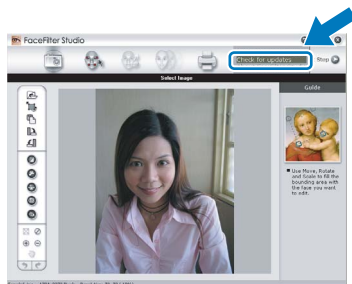 FaceFilter Studio
Check for updates
Step
Select Image
Guide
Use Move, Rotate
and Scale to fill the
bounding area with
the face you want
to edit.